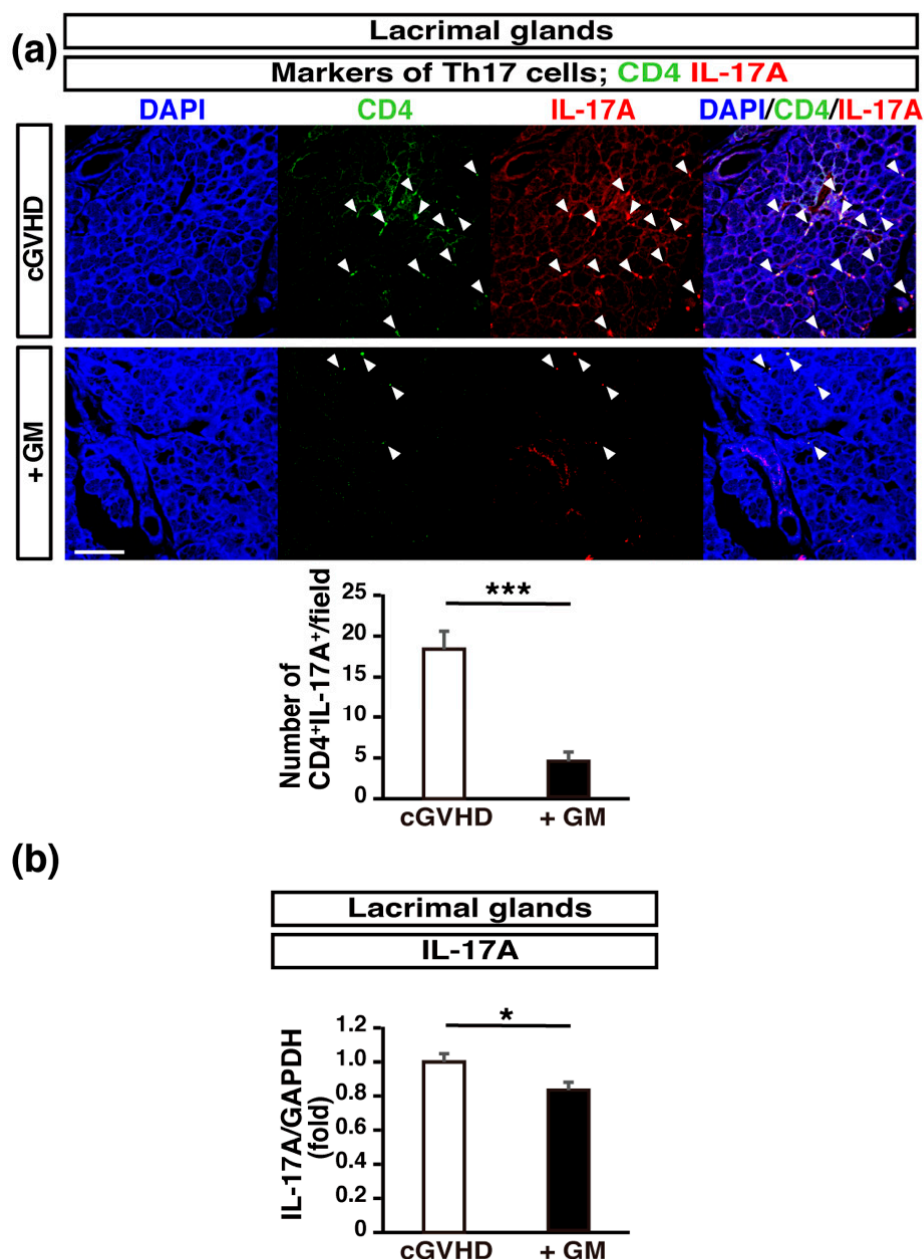 (a)
Lacrimal glands
Markers of Th17 cells; CD4 IL-17A
DAPI CD4 IL-17A DAPI/CD4/IL-17A
cGVHD
+ GM
Number of
CD4⁺IL-17A⁺/field
25
20
15
10
5
0
***
cGVHD + GM
(b)
Lacrimal glands
IL-17A
IL-17A/GAPDH
(fold)
1.2
1.0
0.8
0.6
0.4
0.2
0
*
cGVHD + GM